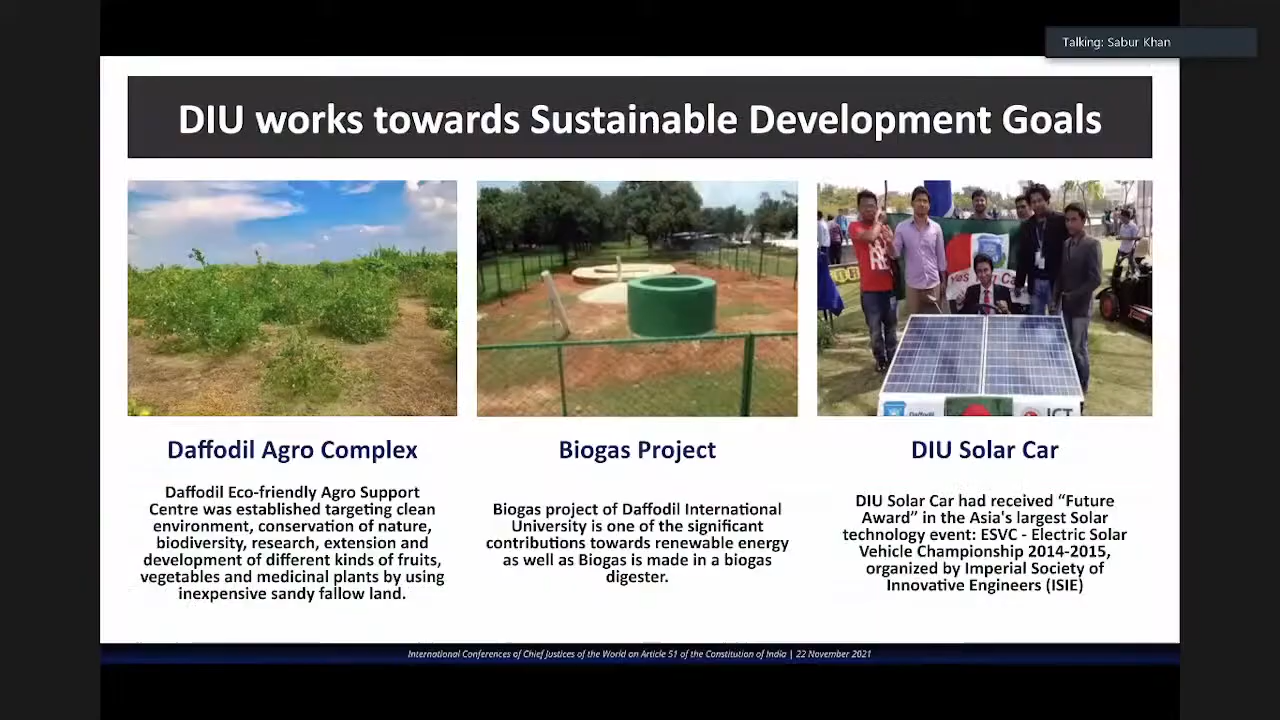 Talking: Sabur Khan
DIU works towards Sustainable Development Goals
Daffodil
ICT
Daffodil Agro Complex
Daffodil Eco-friendly Agro Support
Centre was established targeting clean
environment, conservation of nature,
biodiversity, research, extension and
development of different kinds of fruits,
vegetables and medicinal plants by using
inexpensive sandy fallow land.
Biogas Project
Biogas project of Daffodil International
University is one of the significant
contributions towards renewable energy
as well as Biogas is made in a biogas
digester.
DIU Solar Car
DIU Solar Car had received “Future
Award” in the Asia's largest Solar
technology event: ESVC - Electric Solar
Vehicle Championship 2014-2015,
organized by Imperial Society of
Innovative Engineers (ISIE)
International Conferences of Chief Justices of the World on Article 51 of the Constitution of India | 22 November 2021